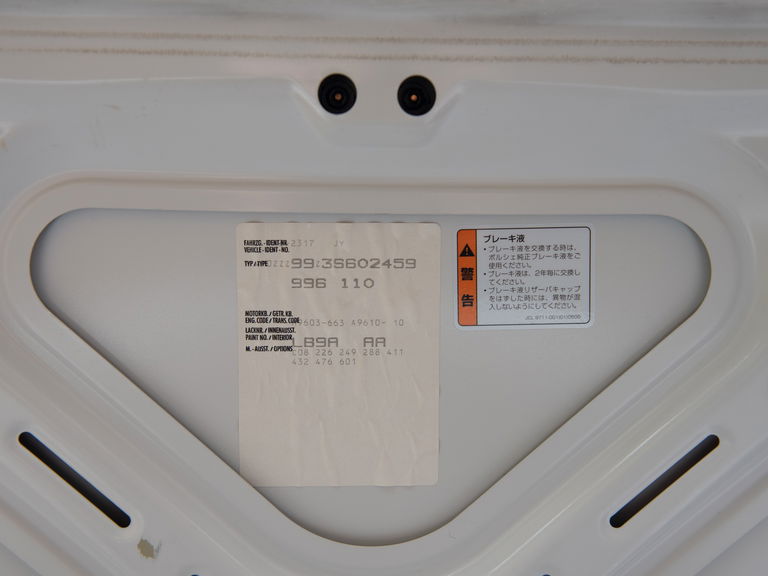 FAHRZG.-IDENT-NR. 2317 JY
VEHICLE-IDENT-NO.
TYP/TYPE ZZZ99Z3S602459
996 110
MOTORKB./GETR.KB.
ENG.CODE/TRANS.CODE 9603-663 A9610- 10
LACKNR./INNENAUSST.
PAINT NO./INTERIOR L89A AA
M.-AUSST./OPTIONS C08 226 249 288 411
432 476 601
ブレーキ液
・ブレーキ液を交換する時は、
ポルシェ純正ブレーキ液をご
使用ください。
・ブレーキ液は、2年毎に交換し
てください。
・ブレーキ液リザーバキャップ
をはずした時には、異物が混
入しないようにしてください。
警告